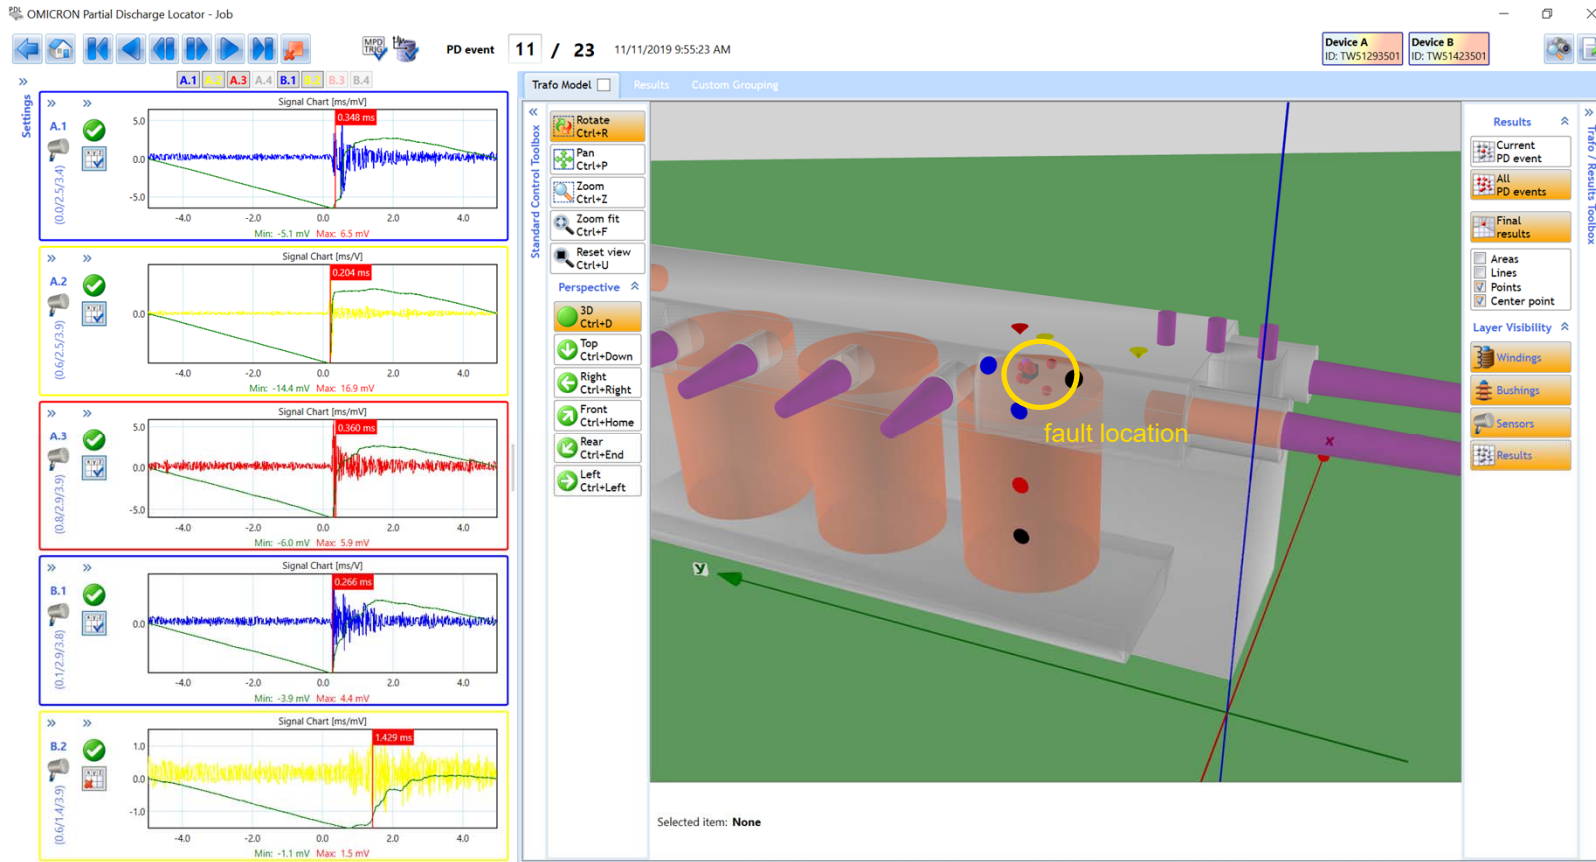 PDL OMICRON Partial Discharge Locator - Job
MPD TRIG
PD event 11 / 23 11/11/2019 9:55:23 AM
Device A
ID: TW51293501
Device B
ID: TW51423501
Settings
A.1 A.2 A.3 A.4 B.1 B.2 B.3 B.4
A.1
(0.0/2.5/3.4)
Signal Chart [ms/mV]
0.348 ms
5.0
0.0
-5.0
-4.0 -2.0 0.0 2.0 4.0
Min: -5.1 mV Max: 6.5 mV
A.2
(0.6/2.5/3.9)
Signal Chart [ms/V]
0.204 ms
0.0
-4.0 -2.0 0.0 2.0 4.0
Min: -14.4 mV Max: 16.9 mV
A.3
(0.8/2.9/3.9)
Signal Chart [ms/mV]
0.360 ms
5.0
0.0
-5.0
-4.0 -2.0 0.0 2.0 4.0
Min: -6.0 mV Max: 5.9 mV
B.1
(0.1/2.9/3.8)
Signal Chart [ms/V]
0.266 ms
0.0
-4.0 -2.0 0.0 2.0 4.0
Min: -3.9 mV Max: 4.4 mV
B.2
(0.6/1.4/3.9)
Signal Chart [ms/mV]
1.429 ms
1.0
0.0
-1.0
-4.0 -2.0 0.0 2.0 4.0
Min: -1.1 mV Max: 1.5 mV
Trafo Model Results Custom Grouping
Standard Control Toolbox
Rotate
Ctrl+R
Pan
Ctrl+P
Zoom
Ctrl+Z
Zoom fit
Ctrl+F
Reset view
Ctrl+U
Perspective
3D
Ctrl+D
Top
Ctrl+Down
Right
Ctrl+Right
Front
Ctrl+Home
Rear
Ctrl+End
Left
Ctrl+Left
fault location
x
y
Selected item: None
Results
Current
PD event
All
PD events
Final
results
Areas
Lines
Points
Center point
Layer Visibility
Windings
Bushings
Sensors
Results
Trafo / Results Toolbox